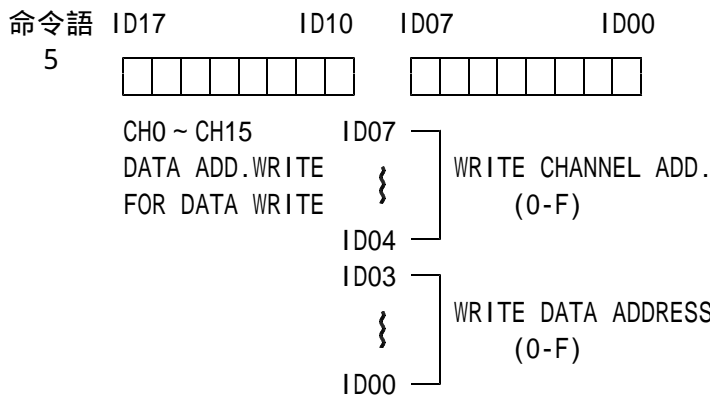 命令語 ID17 ID10 ID07 ID00
5
CH0～CH15 ID07
DATA ADD.WRITE WRITE CHANNEL ADD.
FOR DATA WRITE (0-F)
ID04
ID03
WRITE DATA ADDRESS
(0-F)
ID00